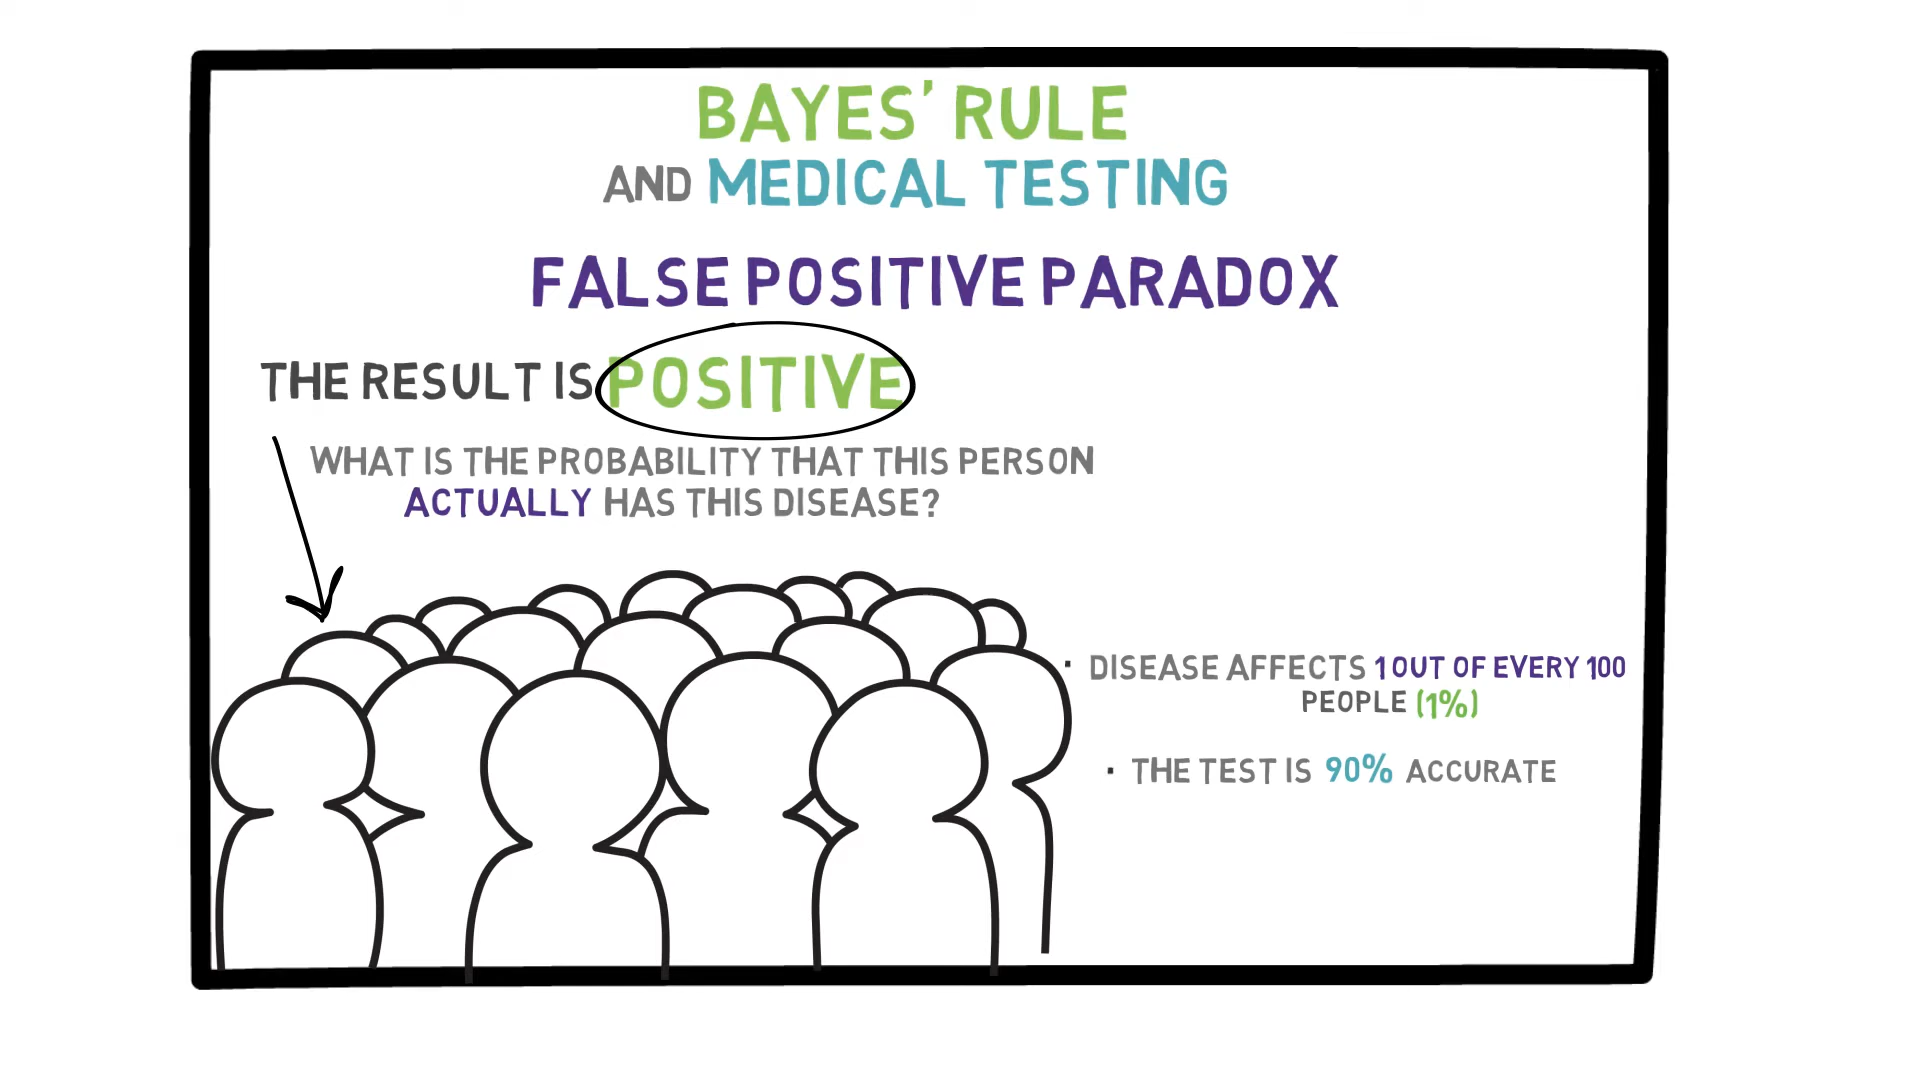 BAYES' RULE
AND MEDICAL TESTING
FALSE POSITIVE PARADOX
THE RESULT IS POSITIVE
WHAT IS THE PROBABILITY THAT THIS PERSON
ACTUALLY HAS THIS DISEASE?
· DISEASE AFFECTS 1 OUT OF EVERY 100
PEOPLE (1%)
· THE TEST IS 90% ACCURATE